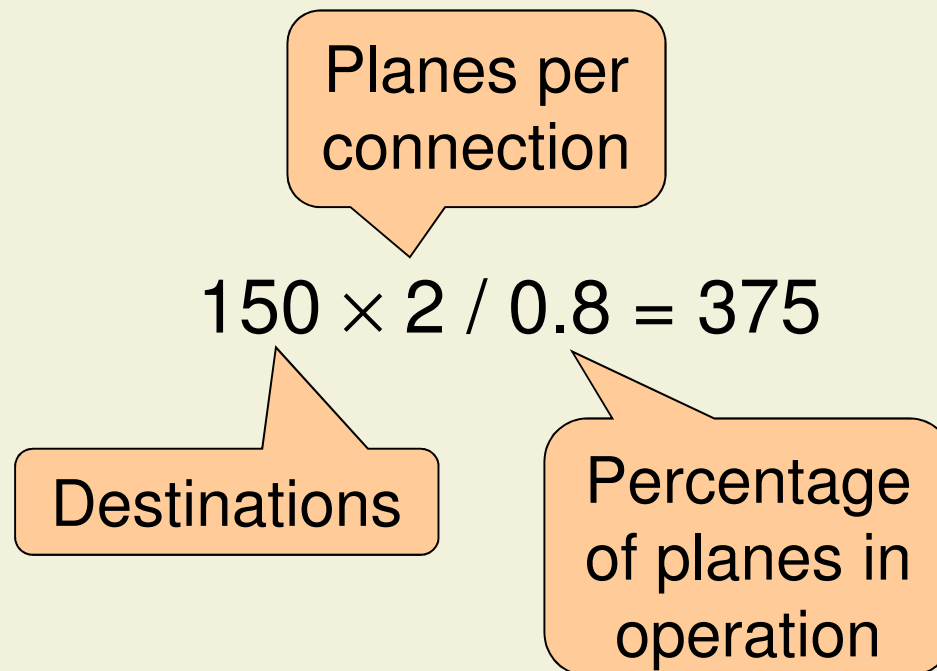 Planes per
connection
150 × 2 / 0.8 = 375
Destinations
Percentage
of planes in
operation